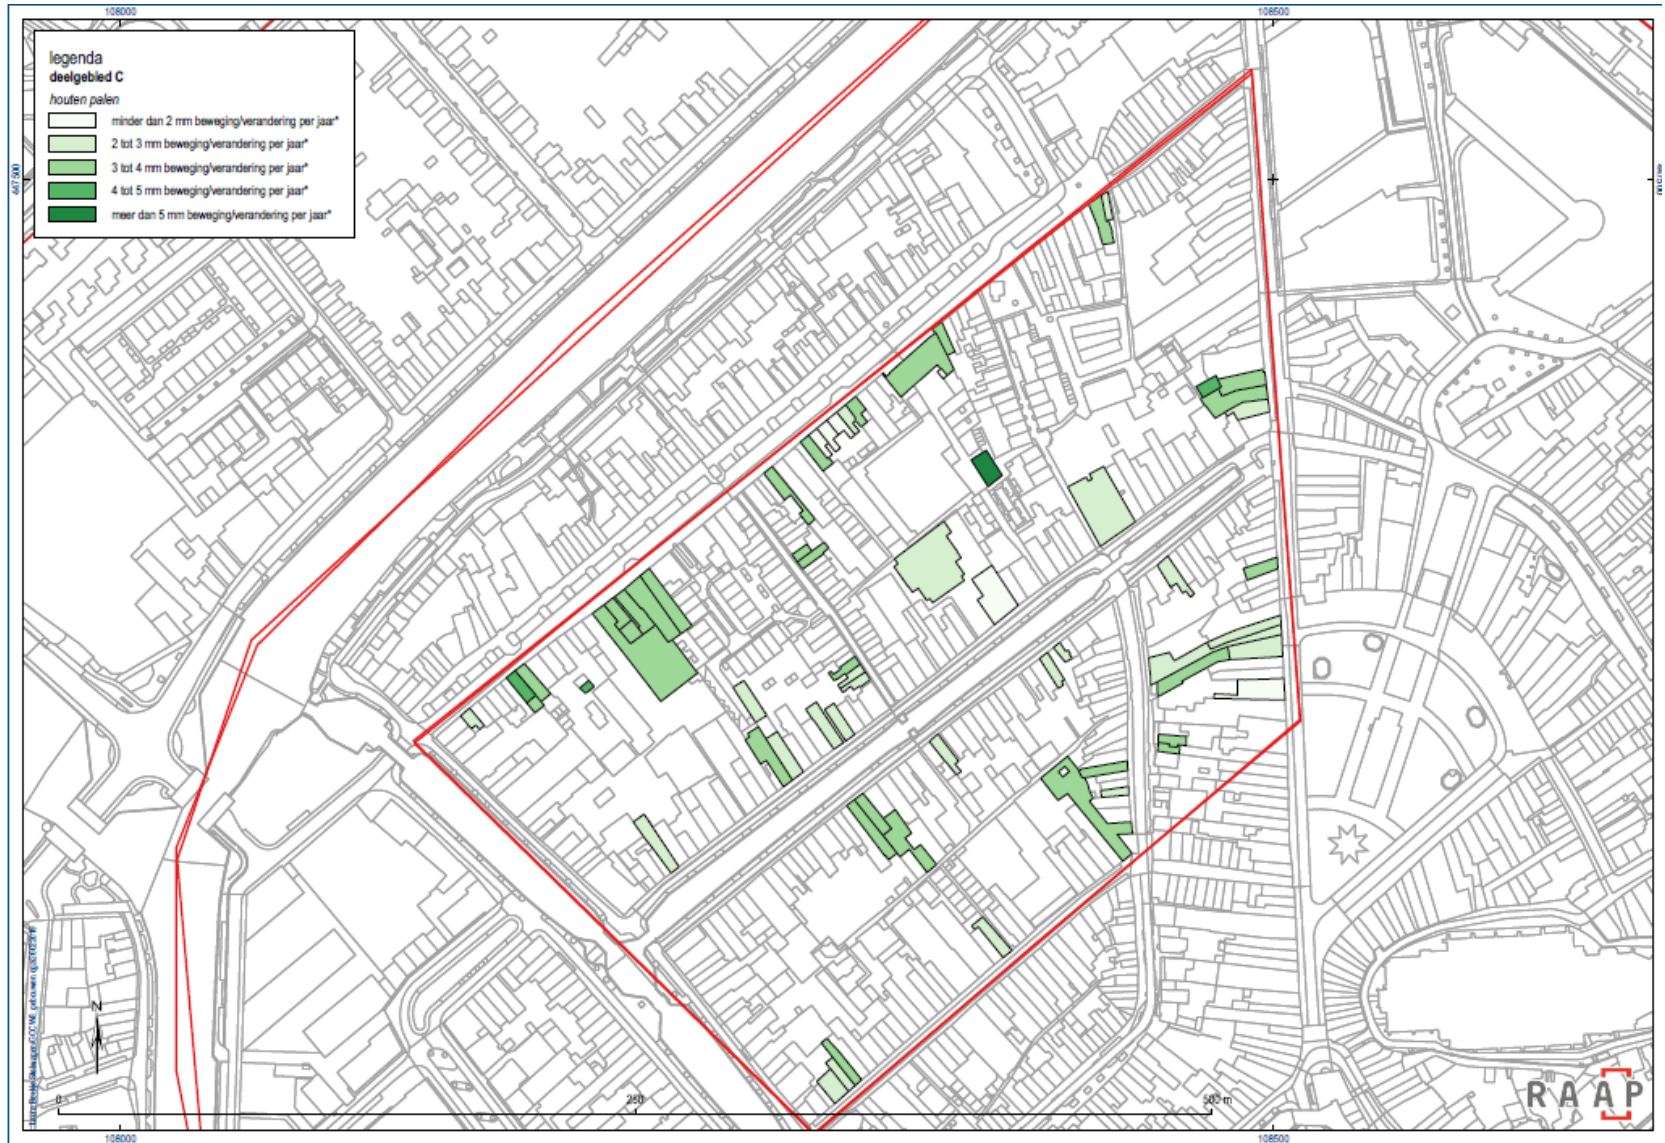 108000
108500
legenda
deelgebied C
houten palen
minder dan 2 mm beweging/verandering per jaar*
2 tot 3 mm beweging/verandering per jaar*
3 tot 4 mm beweging/verandering per jaar*
4 tot 5 mm beweging/verandering per jaar*
meer dan 5 mm beweging/verandering per jaar*
447500
N
0
250
500 m
RAAP
108000
108500